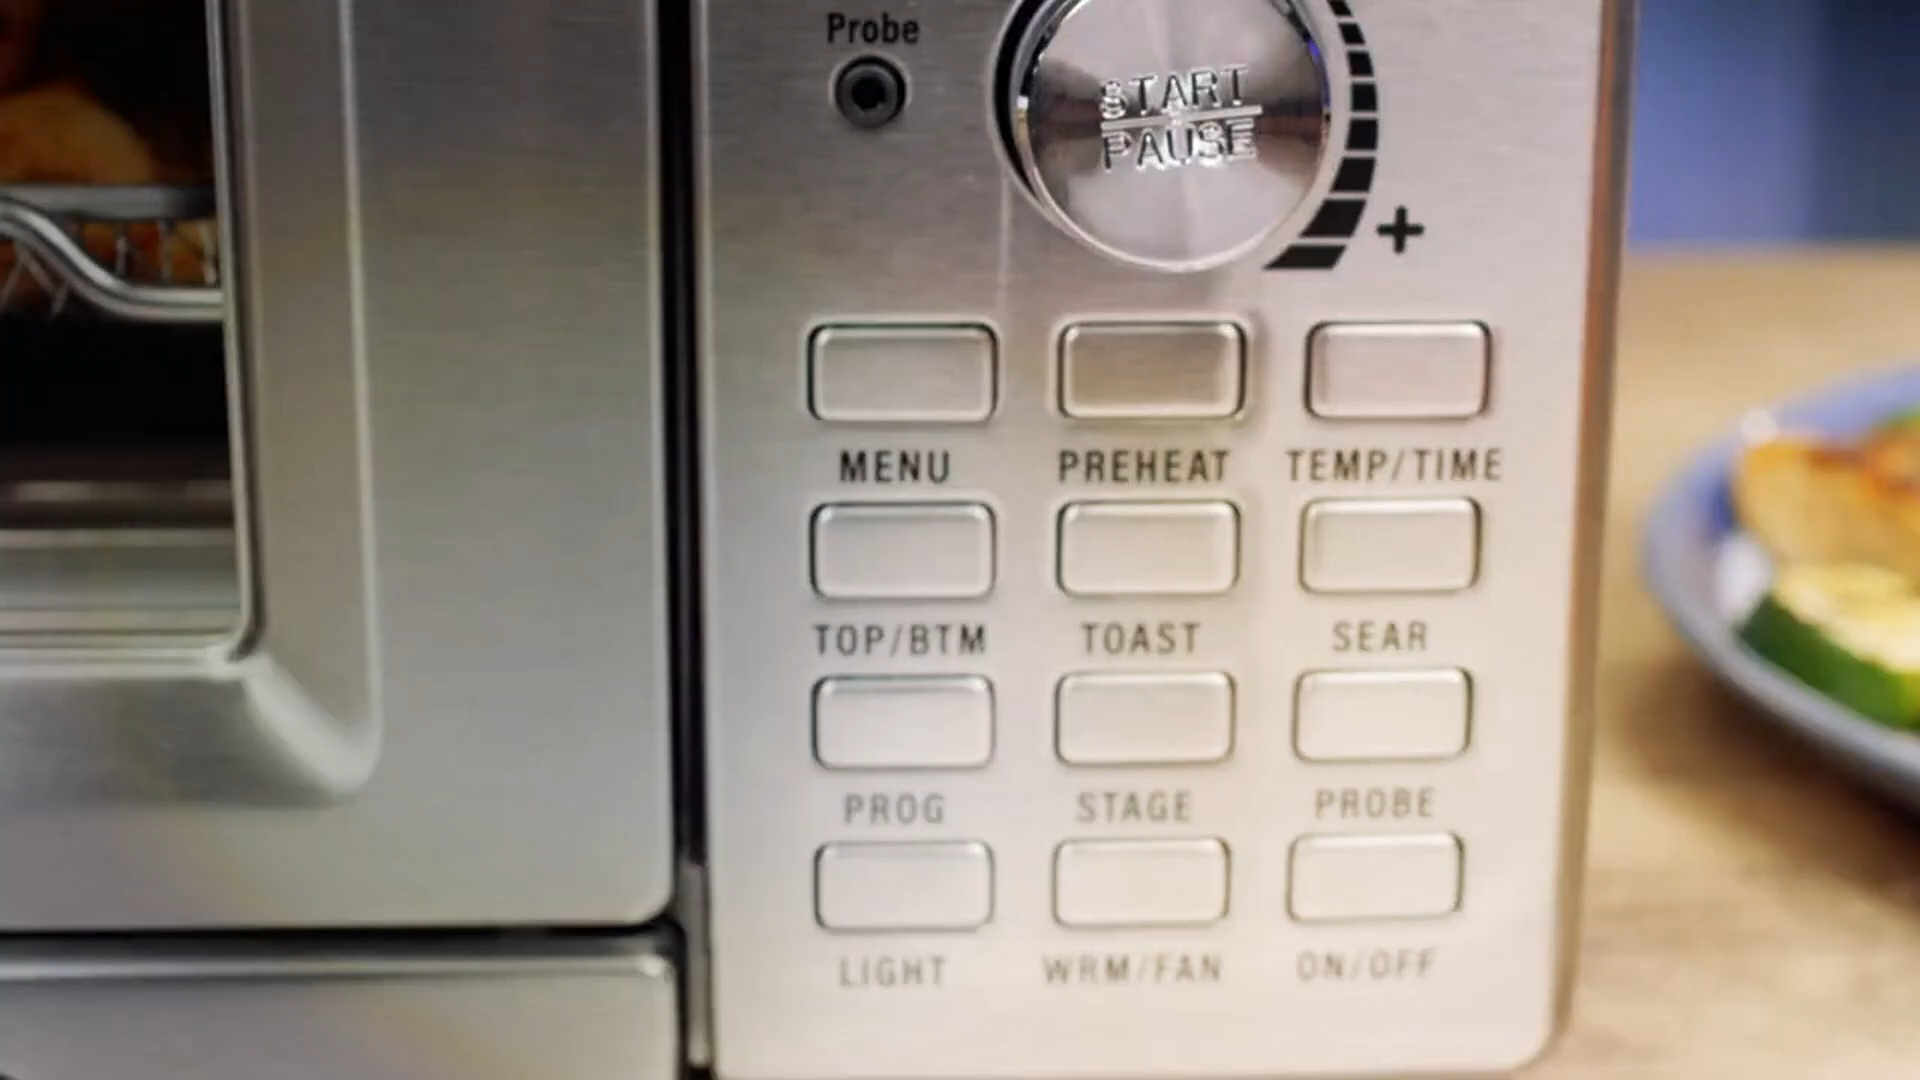 Probe
START
PAUSE
+
MENU PREHEAT TEMP/TIME
TOP/BTM TOAST SEAR
PROG STAGE PROBE
LIGHT WRM/FAN ON/OFF